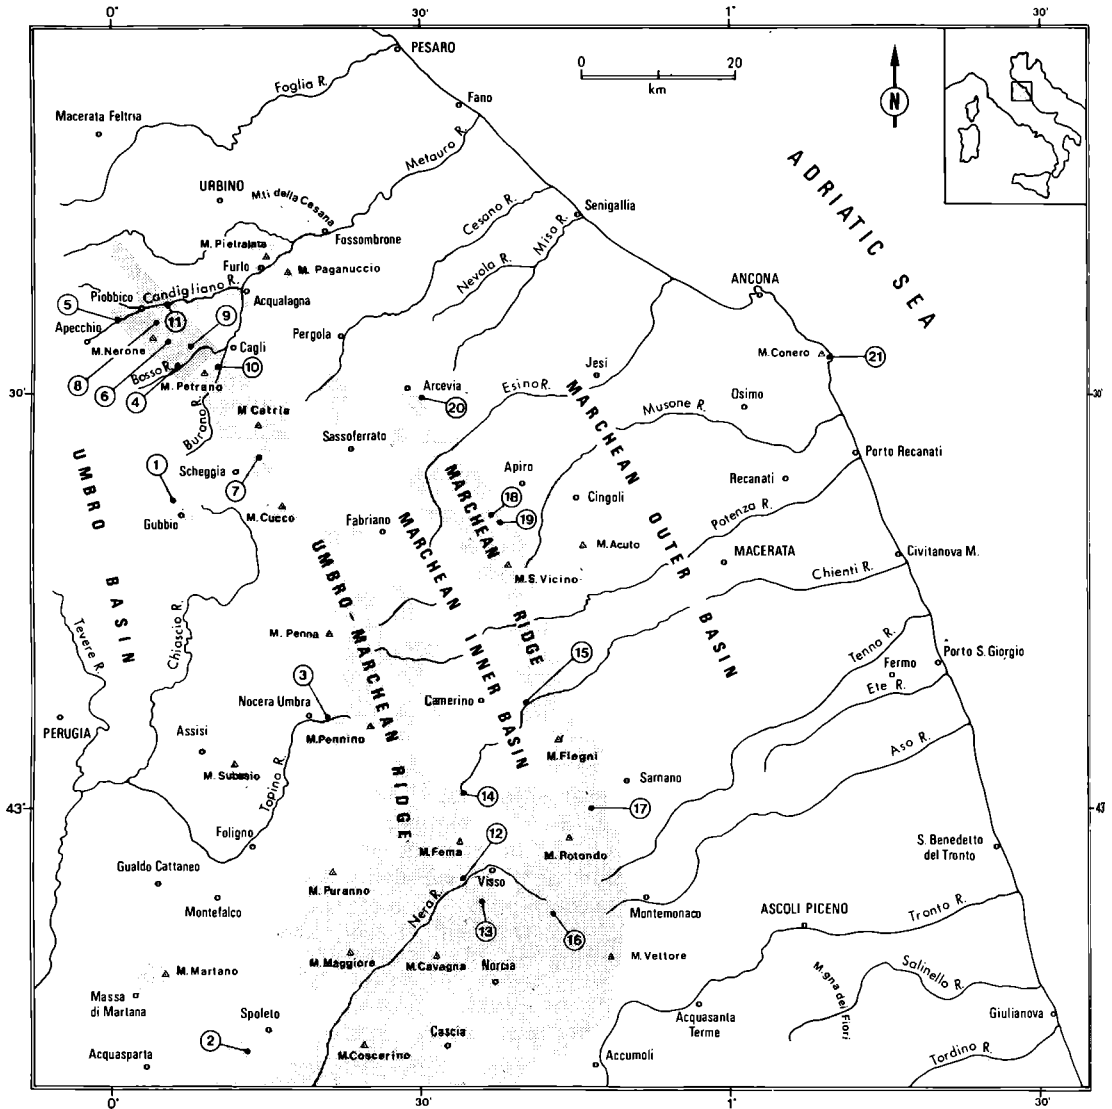 0°
30'
1°
30'
PESARO
0
20
km
N
Foglia R.
Fano
Macerata Feltria
Metauro R.
ADRIATIC SEA
URBINO
M.ti della Cesana
Cesano R.
Senigallia
Misa R.
Fossombrone
M. Pietralata
Nevola R.
Furlo
M. Paganuccio
ANCONA
Candigliano R.
Piobbico
Acqualagna
5
11
9
Apecchio
Pergola
M. Nerone
Cagli
M. Conero
21
8
Bosso R.
10
Jesi
6
4
M. Petrano
Arcevia
Esino R.
30'
30'
20
Osimo
Burano R.
M. Catria
Musone R.
MARCHEAN OUTER BASIN
Sassoferrato
Porto Recanati
UMBRO BASIN
1
Scheggia
7
Apiro
MARCHEAN RIDGE
Recanati
18
Cingoli
Gubbio
M. Cucco
19
Potenza R.
Fabriano
MARCHEAN INNER BASIN
M. Acuto
MACERATA
Civitanova M.
UMBRO-MARCHEAN RIDGE
M. S. Vicino
Chienti R.
Chiascio R.
Tevere R.
M. Penna
15
Tenna R.
Porto S. Giorgio
Fermo
3
Ete R.
Nocera Umbra
Camerino
PERUGIA
M. Pennino
Assisi
Aso R.
M. Fiegni
M. Subasio
Topino R.
Sarnano
14
17
43°
43°
Foligno
12
S. Benedetto
del Tronto
M. Fema
M. Rotondo
Gualdo Cattaneo
Visso
M. Puranno
Nera R.
Montefalco
Montemonaco
ASCOLI PICENO
Tronto R.
13
16
M. Maggiore
M. Cavagna
M. Vettore
M. Martano
Norcia
M.gna dei Fiori
Salinello R.
Massa
di Martana
Acquasanta
Terme
Giulianova
Spoleto
2
Cascia
M. Coscerino
Acquasparta
Accumoli
Tordino R.
0°
30'
1°
30'